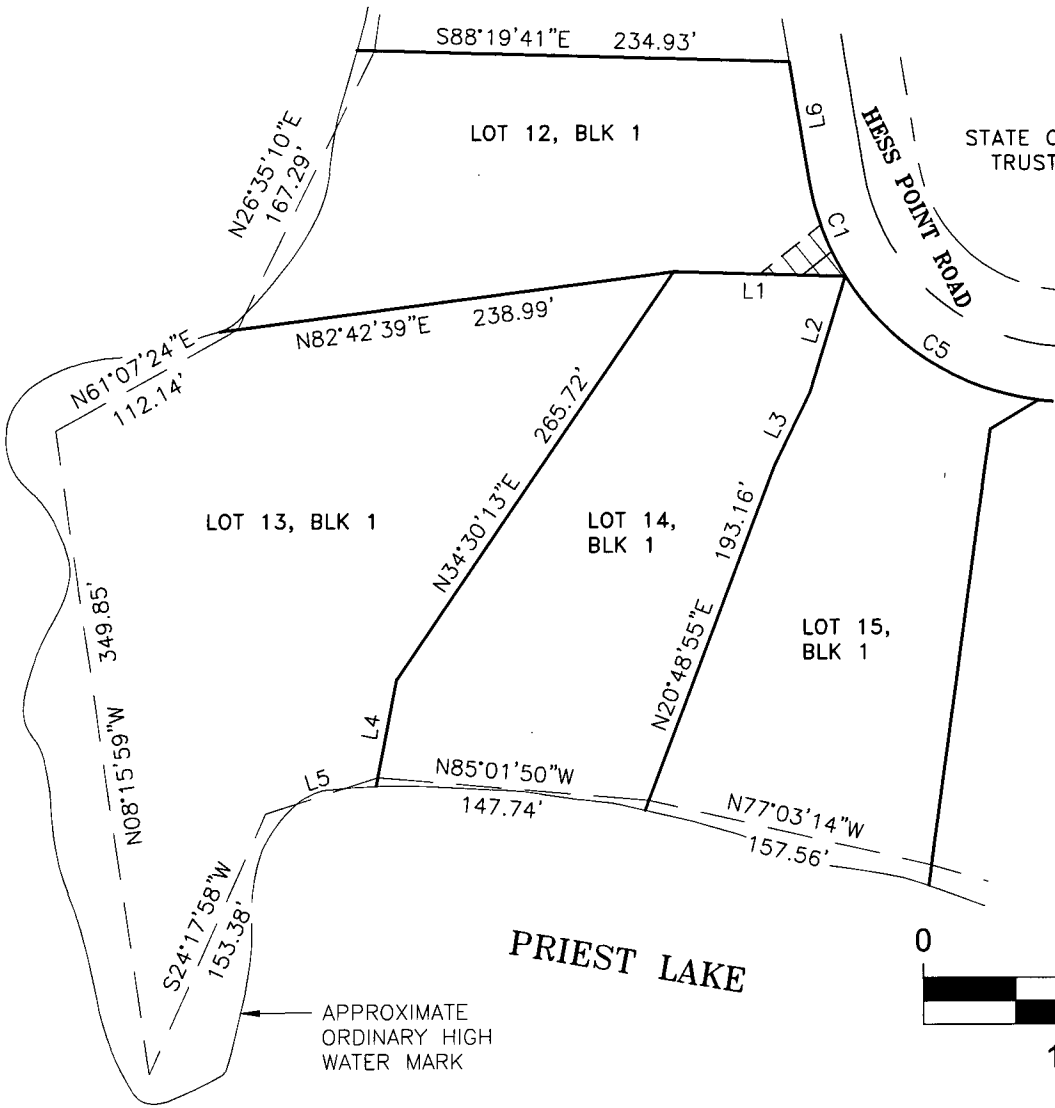 S88°19'41"E 234.93'
LOT 12, BLK 1
L6
HESS POINT ROAD
STATE O
TRUST
N26°35'10"E
167.29'
C1
L1
N82°42'39"E 238.99'
L2
C5
N61°07'24"E
112.14'
L3
N34°30'13"E 265.72'
LOT 13, BLK 1
LOT 14,
BLK 1
N20°48'55"E 193.16'
LOT 15,
BLK 1
N08°15'59"W 349.85'
L4
L5
N85°01'50"W
147.74'
N77°03'14"W
157.56'
S24°17'58"W
153.38'
PRIEST LAKE
0
APPROXIMATE
ORDINARY HIGH
WATER MARK
1